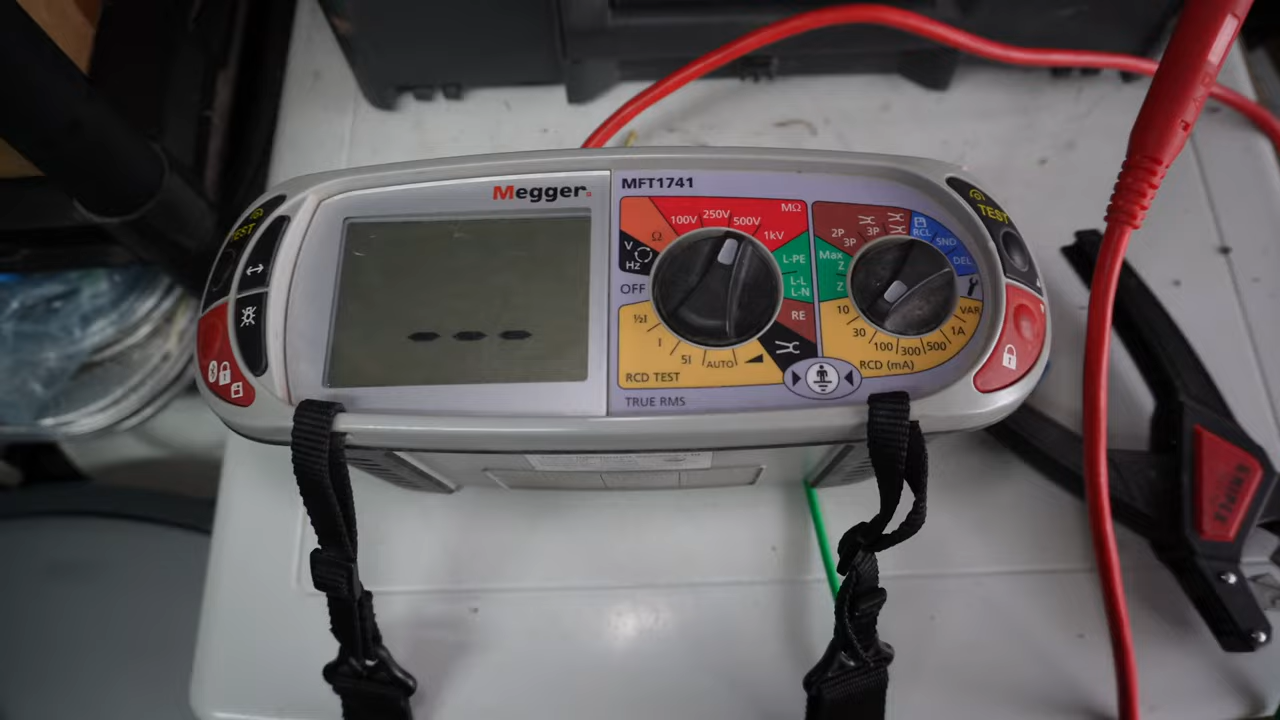 Megger
MFT1741
TEST
V
Hz
OFF
Ω
100V
250V
500V
1kV
MΩ
L-PE
L-L
L-N
RE
½I
I
5I
AUTO
RCD TEST
TRUE RMS
2P
3P
3P
RCL
SND
DEL
Max
Z
Z
10
30
100
300
500
1A
VAR
RCD (mA)
TEST